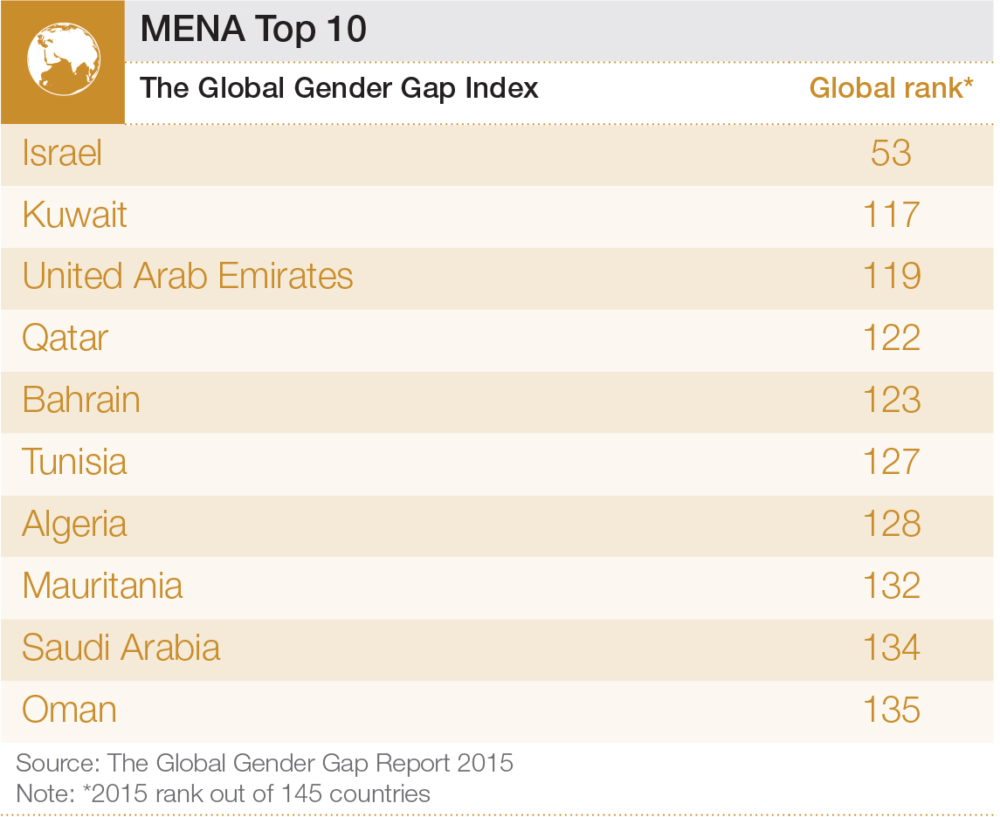 MENA Top 10
The Global Gender Gap Index Global rank*
Israel 53
Kuwait 117
United Arab Emirates 119
Qatar 122
Bahrain 123
Tunisia 127
Algeria 128
Mauritania 132
Saudi Arabia 134
Oman 135
Source: The Global Gender Gap Report 2015
Note: *2015 rank out of 145 countries